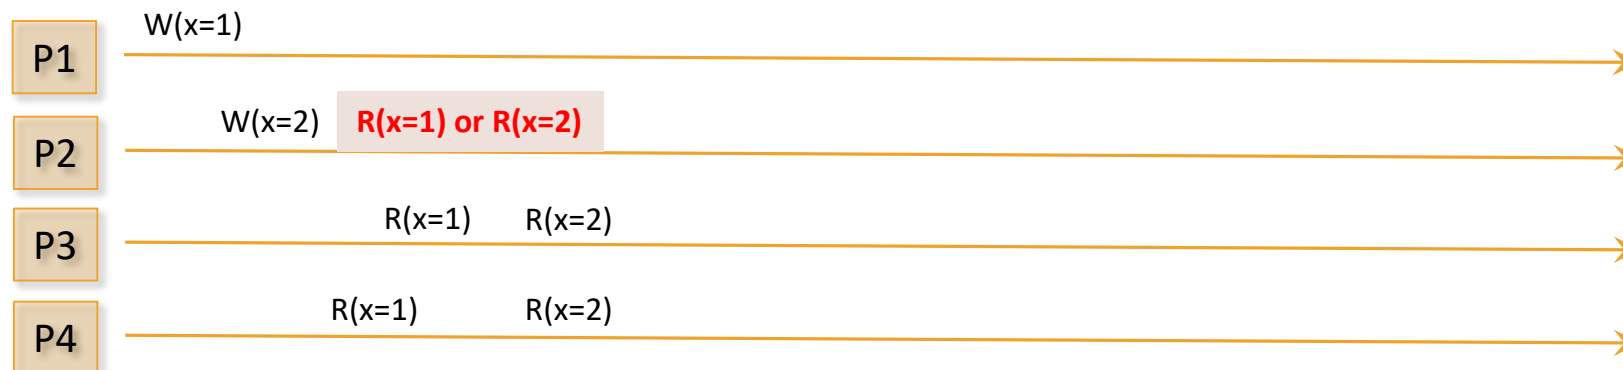 W(x=1)
P1
W(x=2) R(x=1) or R(x=2)
P2
R(x=1) R(x=2)
P3
R(x=1) R(x=2)
P4